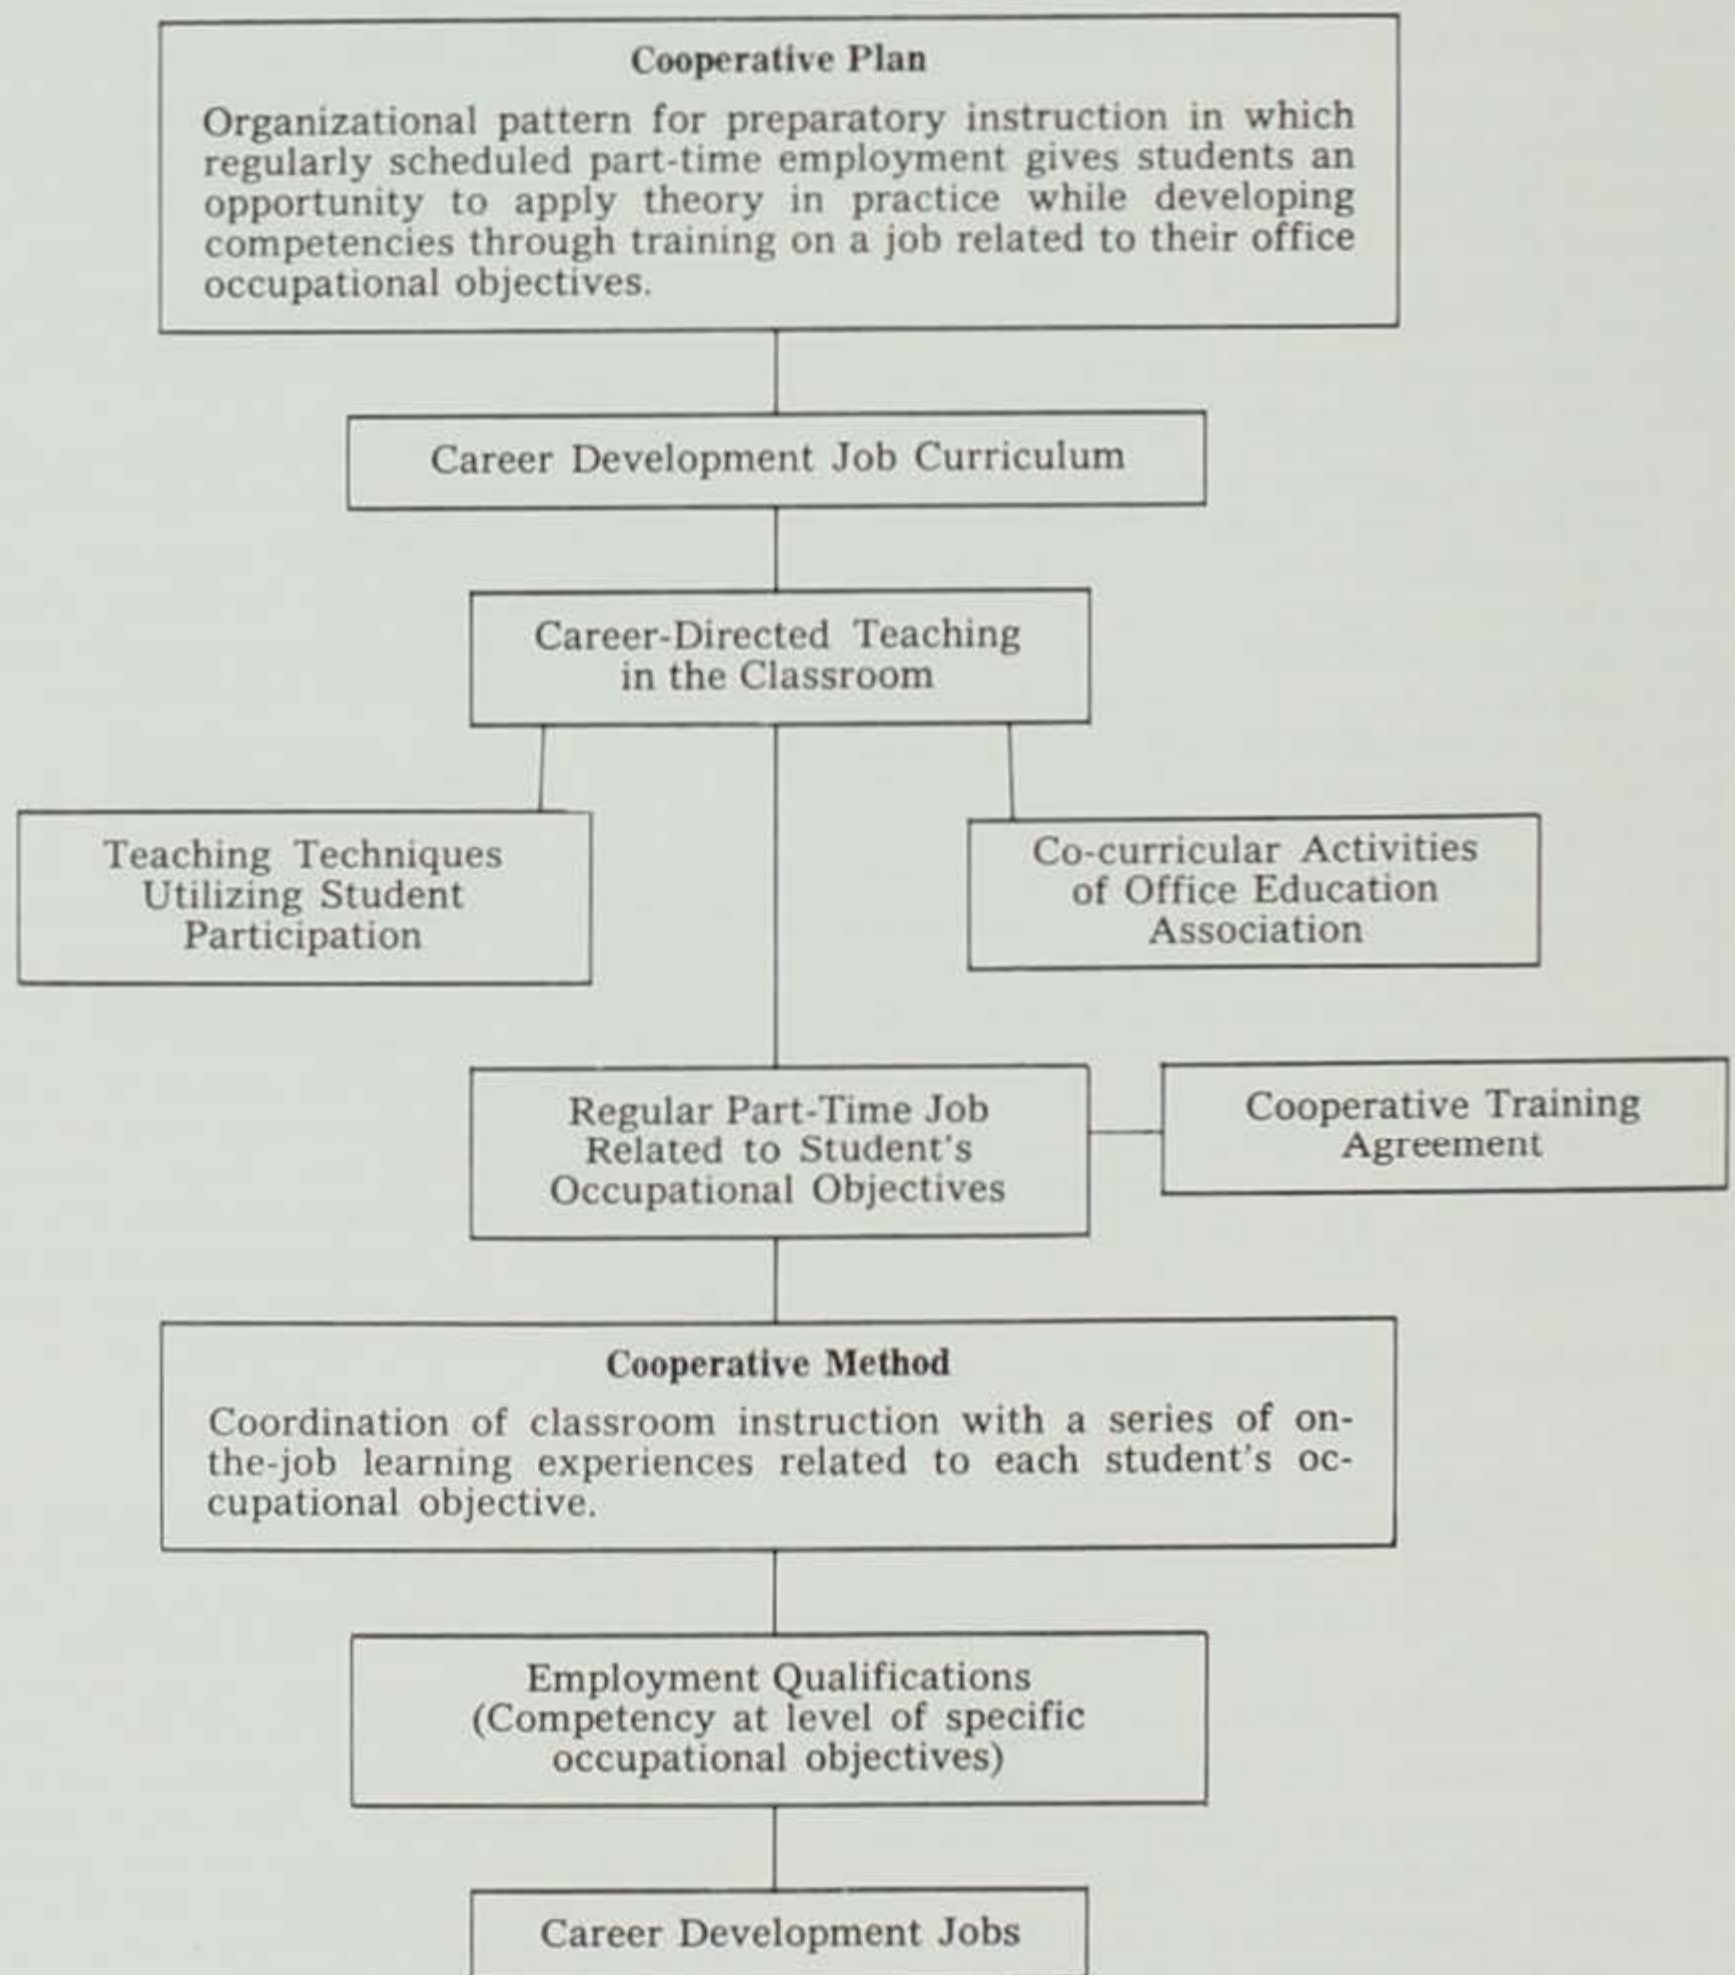 Cooperative Plan
Organizational pattern for preparatory instruction in which
regularly scheduled part-time employment gives students an
opportunity to apply theory in practice while developing
competencies through training on a job related to their office
occupational objectives.
Career Development Job Curriculum
Career-Directed Teaching
in the Classroom
Teaching Techniques
Utilizing Student
Participation
Co-curricular Activities
of Office Education
Association
Regular Part-Time Job
Related to Student's
Occupational Objectives
Cooperative Training
Agreement
Cooperative Method
Coordination of classroom instruction with a series of on-
the-job learning experiences related to each student's oc-
cupational objective.
Employment Qualifications
(Competency at level of specific
occupational objectives)
Career Development Jobs